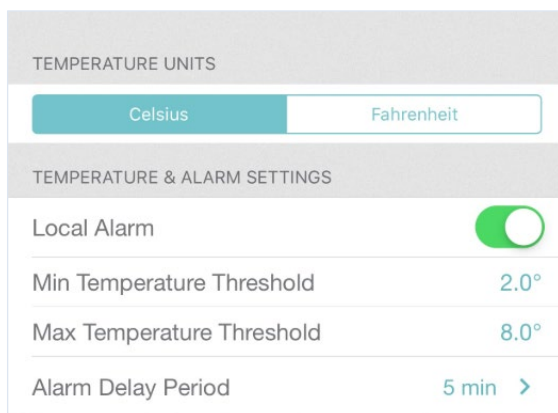 TEMPERATURE UNITS
Celsius Fahrenheit
TEMPERATURE & ALARM SETTINGS
Local Alarm
Min Temperature Threshold 2.0°
Max Temperature Threshold 8.0°
Alarm Delay Period 5 min >